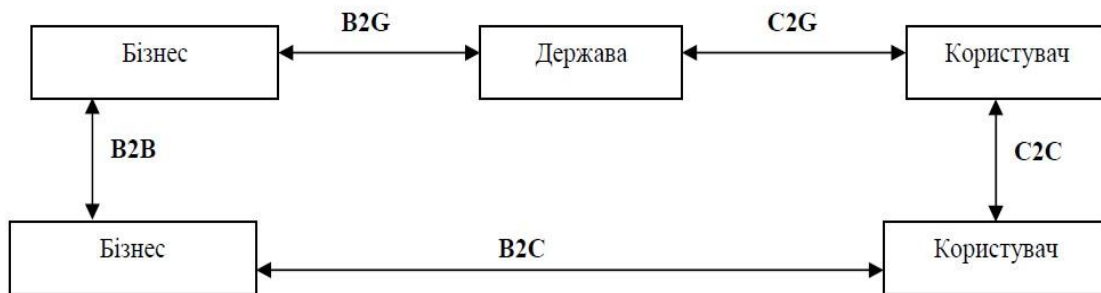 B2G
C2G
Бізнес
Держава
Користувач
B2B
C2C
Бізнес
B2C
Користувач